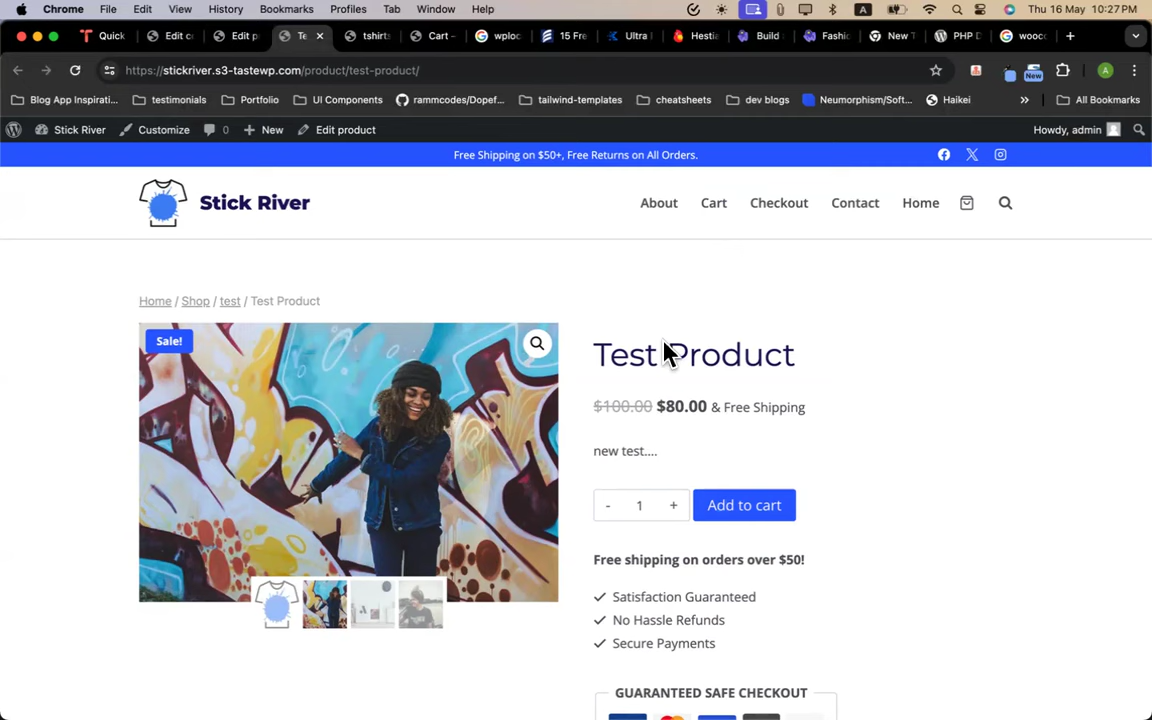 Chrome File Edit View History Bookmarks Profiles Tab Window Help A Thu 16 May 10:27 PM
Quick Edit c Edit p Te tshirts Cart - wploc 15 Fre Ultra Hesti Build Fashic New T PHP D wooco
https://stickriver.s3-tastewp.com/product/test-product/ New A
Blog App Inspirati... testimonials Portfolio UI Components rammcodes/Dopef... tailwind-templates cheatsheets dev blogs Neumorphism/Soft... Haikei » All Bookmarks
Stick River Customize 0 New Edit product Howdy, admin
Free Shipping on $50+, Free Returns on All Orders.
Stick River About Cart Checkout Contact Home
Home / Shop / test / Test Product
Sale!
Test Product
$100.00 $80.00 & Free Shipping
new test....
- 1 + Add to cart
Free shipping on orders over $50!
Satisfaction Guaranteed
No Hassle Refunds
Secure Payments
GUARANTEED SAFE CHECKOUT